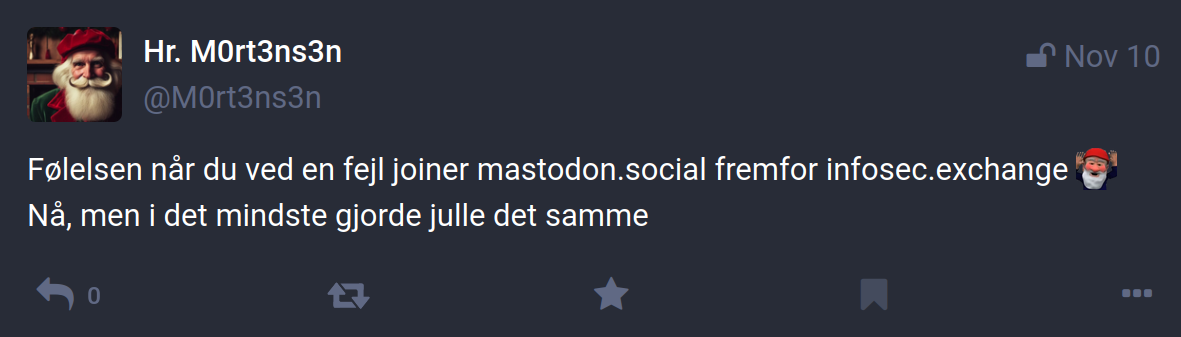 Hr. M0rt3ns3n
@M0rt3ns3n
Nov 10
Følelsen når du ved en fejl joiner mastodon.social fremfor infosec.exchange
Nå, men i det mindste gjorde julle det samme
0